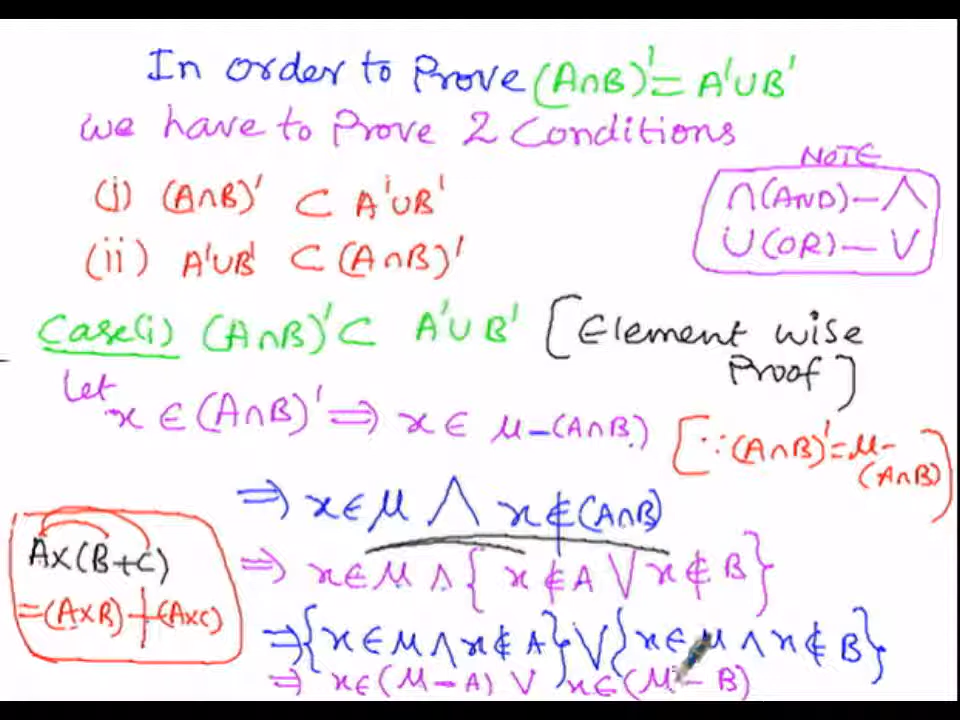 In order to Prove (A∩B)' = A'∪B'
we have to Prove 2 Conditions
NOTE
∩(AND) — ∧
∪(OR) — ∨
(i) (A∩B)' ⊂ A'∪B'
(ii) A'∪B' ⊂ (A∩B)'
Case(i) (A∩B)' ⊂ A'∪B' [Element wise
Proof]
Let
x ∈ (A∩B)' ⇒ x ∈ μ-(A∩B)
[∵ (A∩B)' = μ-
(A∩B)]
⇒ x∈μ ∧ x∉(A∩B)
⇒ x∈μ ∧ {x∉A ∨ x∉B}
A×(B+C)
=(A×B)+(A×C)
⇒{x∈μ ∧ x∉A} ∨ {x∈μ ∧ x∉B}
⇒ x∈(μ-A) ∨ x∈(μ-B)